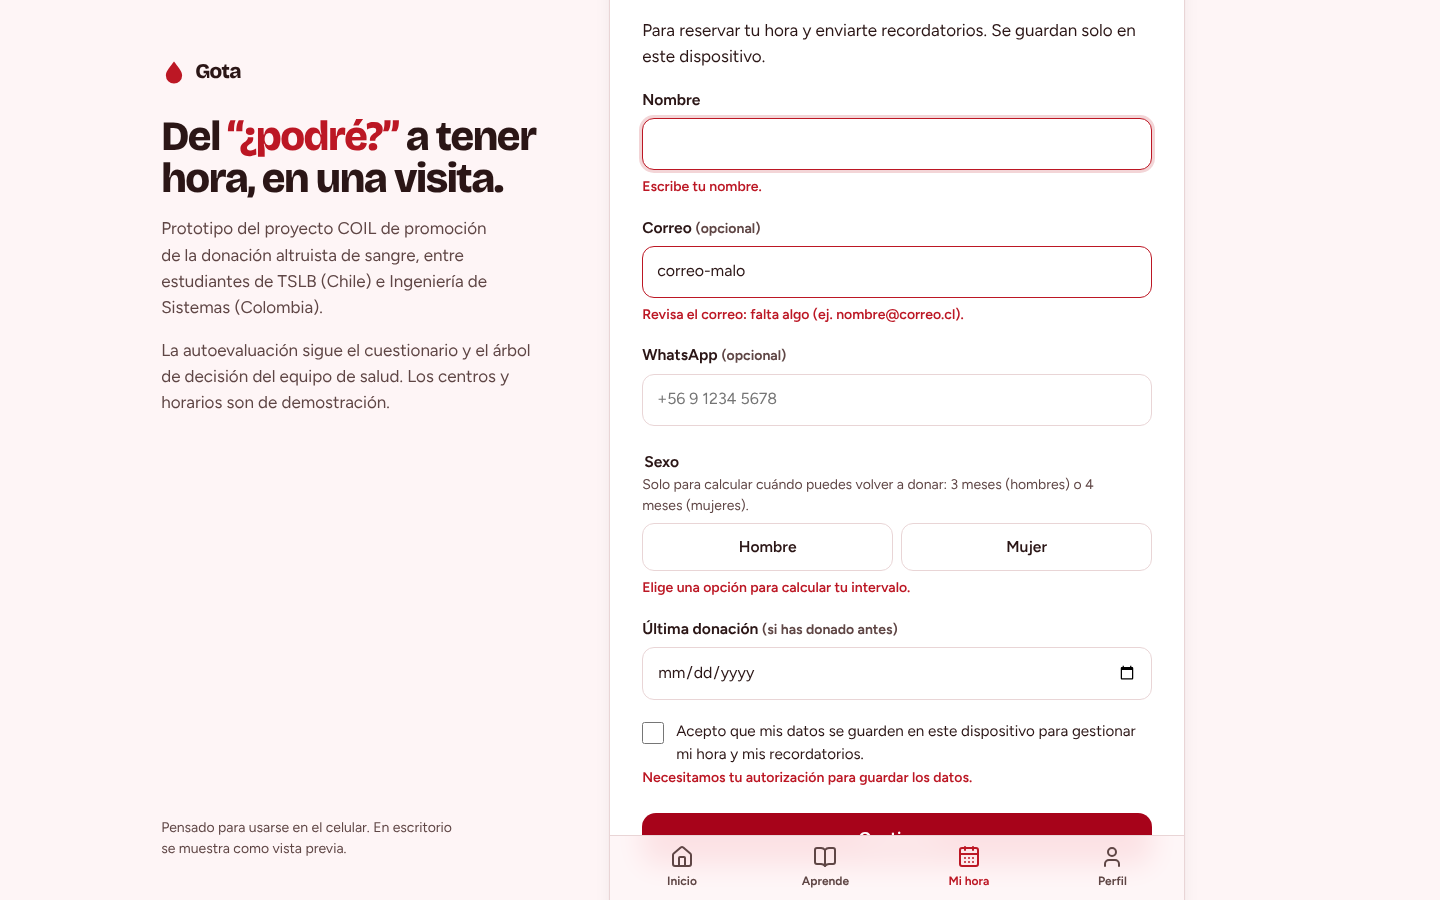 Gota
Del “¿podré?” a tener
hora, en una visita.
Prototipo del proyecto COIL de promoción
de la donación altruista de sangre, entre
estudiantes de TSLB (Chile) e Ingeniería de
Sistemas (Colombia).
La autoevaluación sigue el cuestionario y el árbol
de decisión del equipo de salud. Los centros y
horarios son de demostración.
Pensado para usarse en el celular. En escritorio
se muestra como vista previa.
Para reservar tu hora y enviarte recordatorios. Se guardan solo en
este dispositivo.
Nombre
Escribe tu nombre.
Correo (opcional)
correo-malo
Revisa el correo: falta algo (ej. nombre@correo.cl).
WhatsApp (opcional)
+56 9 1234 5678
Sexo
Solo para calcular cuándo puedes volver a donar: 3 meses (hombres) o 4
meses (mujeres).
Hombre
Mujer
Elige una opción para calcular tu intervalo.
Última donación (si has donado antes)
mm/dd/yyyy
Acepto que mis datos se guarden en este dispositivo para gestionar
mi hora y mis recordatorios.
Necesitamos tu autorización para guardar los datos.
Inicio
Aprende
Mi hora
Perfil